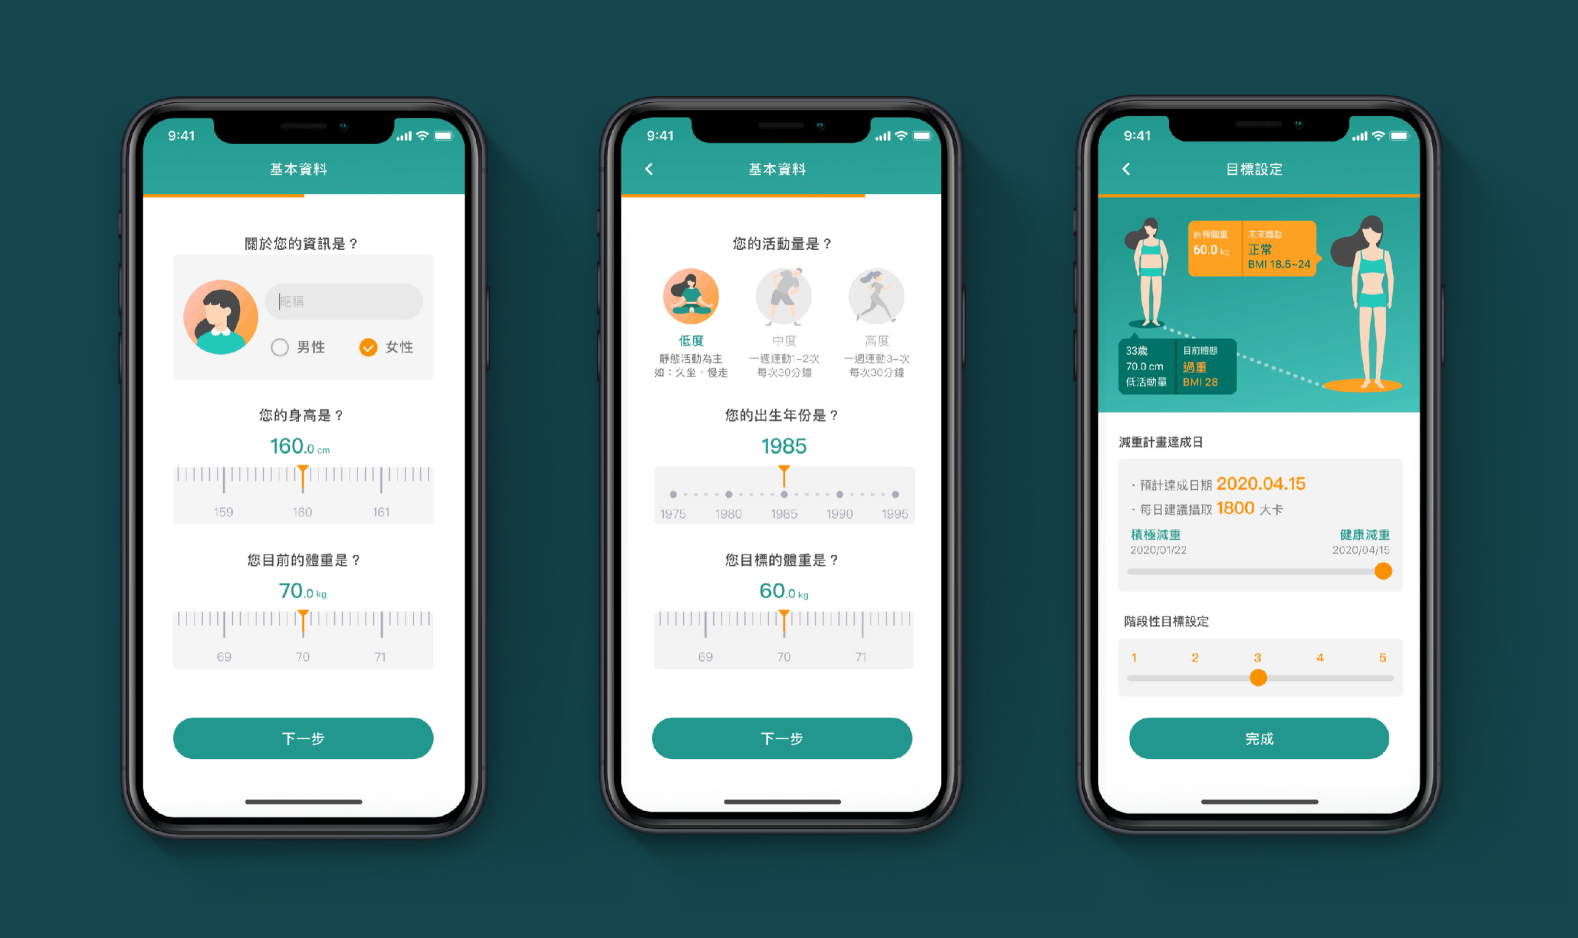 9:41
基本資料
關於您的資訊是？
暱稱
男性
女性
您的身高是？
160.0 cm
159
160
161
您目前的體重是？
70.0 kg
69
70
71
下一步
9:41
基本資料
您的活動量是？
低度
靜態活動為主
如：久坐、慢走
中度
一週運動1~2次
每次30分鐘
高度
一週運動3~次
每次30分鐘
您的出生年份是？
1985
1975
1980
1985
1990
1995
您目標的體重是？
60.0 kg
69
70
71
下一步
9:41
目標設定
目標體重
60.0 kg
未來體態
正常
BMI 18.5~24
33歲
70.0 cm
低活動量
目前體態
過重
BMI 28
減重計畫達成日
· 預計達成日期 2020.04.15
· 每日建議攝取 1800 大卡
積極減重
2020/01/22
健康減重
2020/04/15
階段性目標設定
1
2
3
4
5
完成